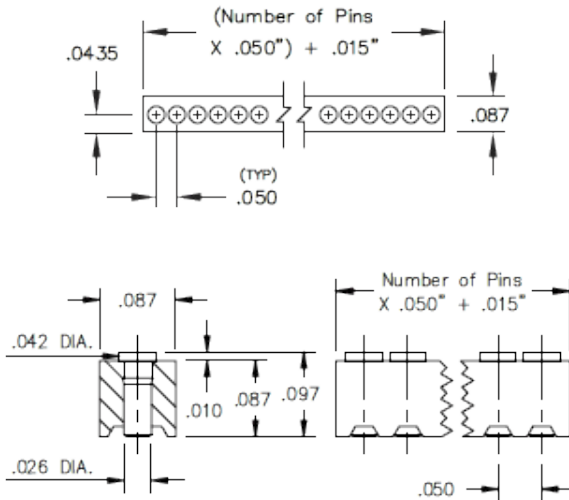 (Number of Pins
X .050") + .015"
.0435
.087
(TYP)
.050
.087
.042 DIA.
.010
.087
.097
.026 DIA.
Number of Pins
X .050" + .015"
.050